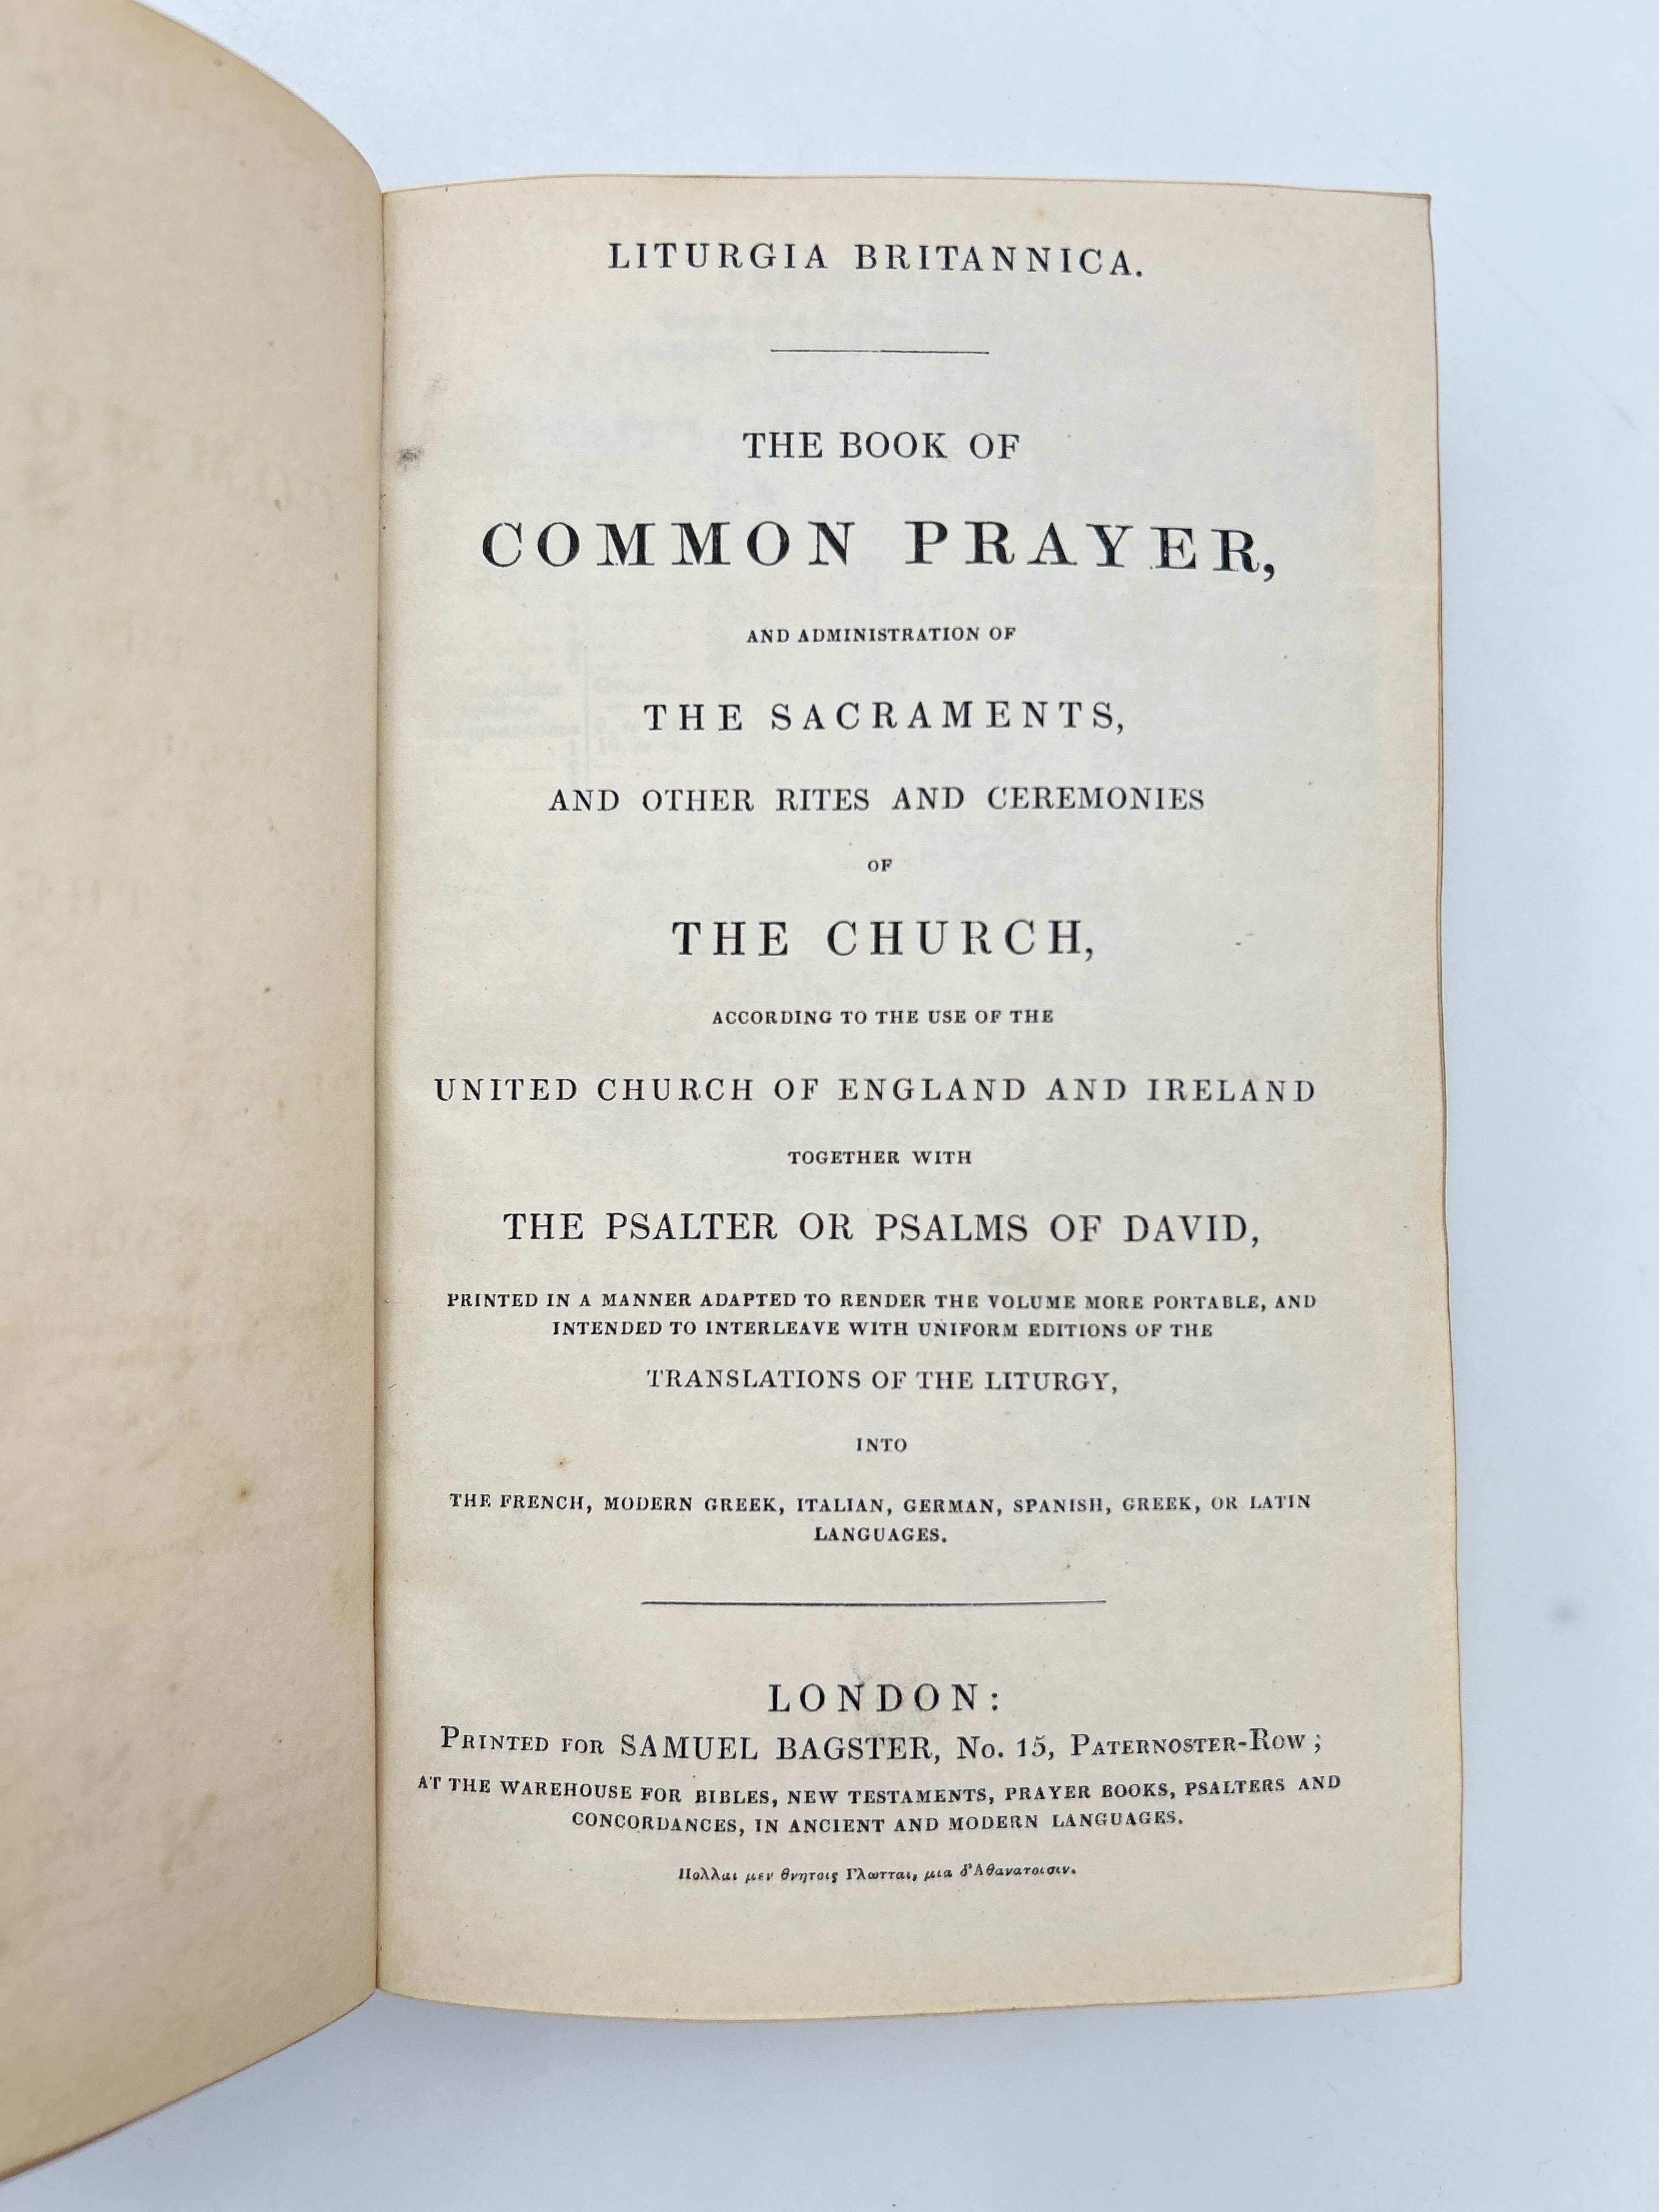 LITURGIA BRITANNICA.
THE BOOK OF
COMMON PRAYER,
AND ADMINISTRATION OF
THE SACRAMENTS,
AND OTHER RITES AND CEREMONIES
OF
THE CHURCH,
ACCORDING TO THE USE OF THE
UNITED CHURCH OF ENGLAND AND IRELAND
TOGETHER WITH
THE PSALTER OR PSALMS OF DAVID,
PRINTED IN A MANNER ADAPTED TO RENDER THE VOLUME MORE PORTABLE, AND
INTENDED TO INTERLEAVE WITH UNIFORM EDITIONS OF THE
TRANSLATIONS OF THE LITURGY,
INTO
THE FRENCH, MODERN GREEK, ITALIAN, GERMAN, SPANISH, GREEK, OR LATIN
LANGUAGES.
LONDON:
PRINTED FOR SAMUEL BAGSTER, No. 15, PATERNOSTER-ROW;
AT THE WAREHOUSE FOR BIBLES, NEW TESTAMENTS, PRAYER BOOKS, PSALTERS AND
CONCORDANCES, IN ANCIENT AND MODERN LANGUAGES.
Πολλαι μεν θνητοις Γλωτται, μια δ'Αθανατοισιν.